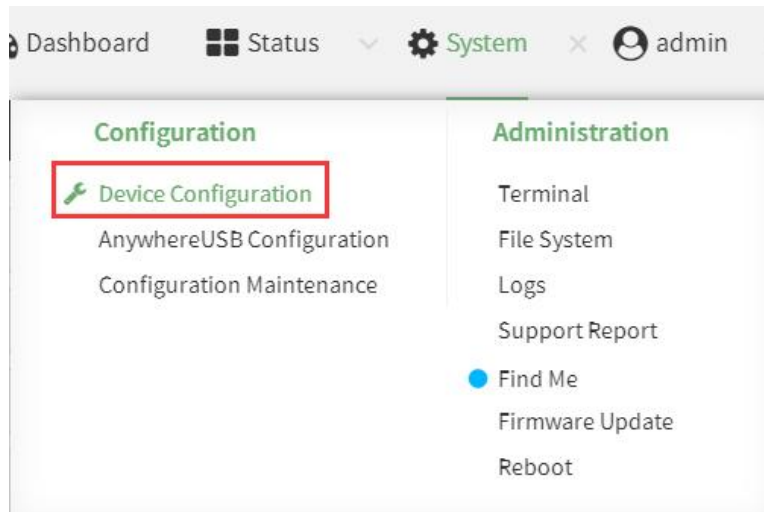 Dashboard Status System admin
Configuration
Device Configuration
AnywhereUSB Configuration
Configuration Maintenance
Administration
Terminal
File System
Logs
Support Report
Find Me
Firmware Update
Reboot